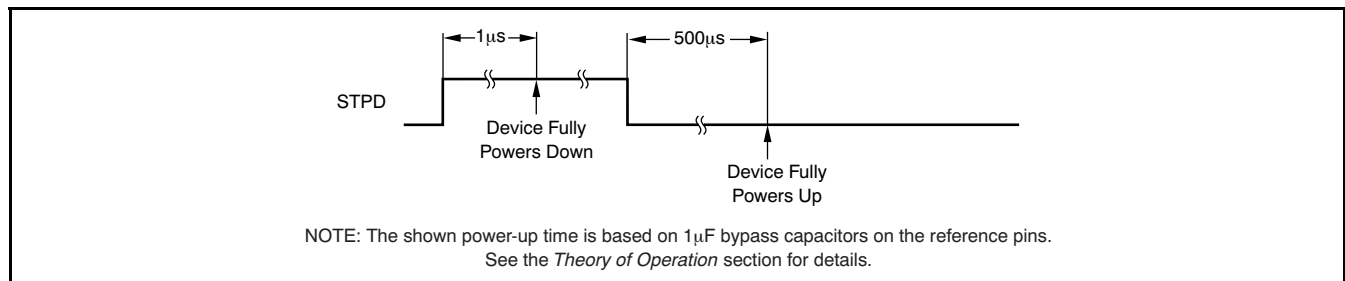 1μs
500μs
STPD
Device Fully
Powers Down
Device Fully
Powers Up
NOTE: The shown power-up time is based on 1μF bypass capacitors on the reference pins.
See the Theory of Operation section for details.